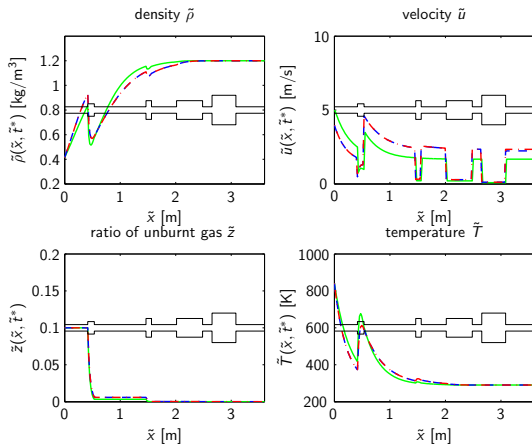 density ρ̃
ρ̃(x̃, t̃*) [kg/m³]
1.4
1.2
1
0.8
0.6
0.4
0.2
0 1 2 3
x̃ [m]
velocity ũ
ũ(x̃, t̃*) [m/s]
10
5
0
0 1 2 3
x̃ [m]
ratio of unburnt gas z̃
z̃(x̃, t̃*)
0.2
0.15
0.1
0.05
0
0 1 2 3
x̃ [m]
temperature T̃
T̃(x̃, t̃*) [K]
1000
800
600
400
200
0 1 2 3
x̃ [m]